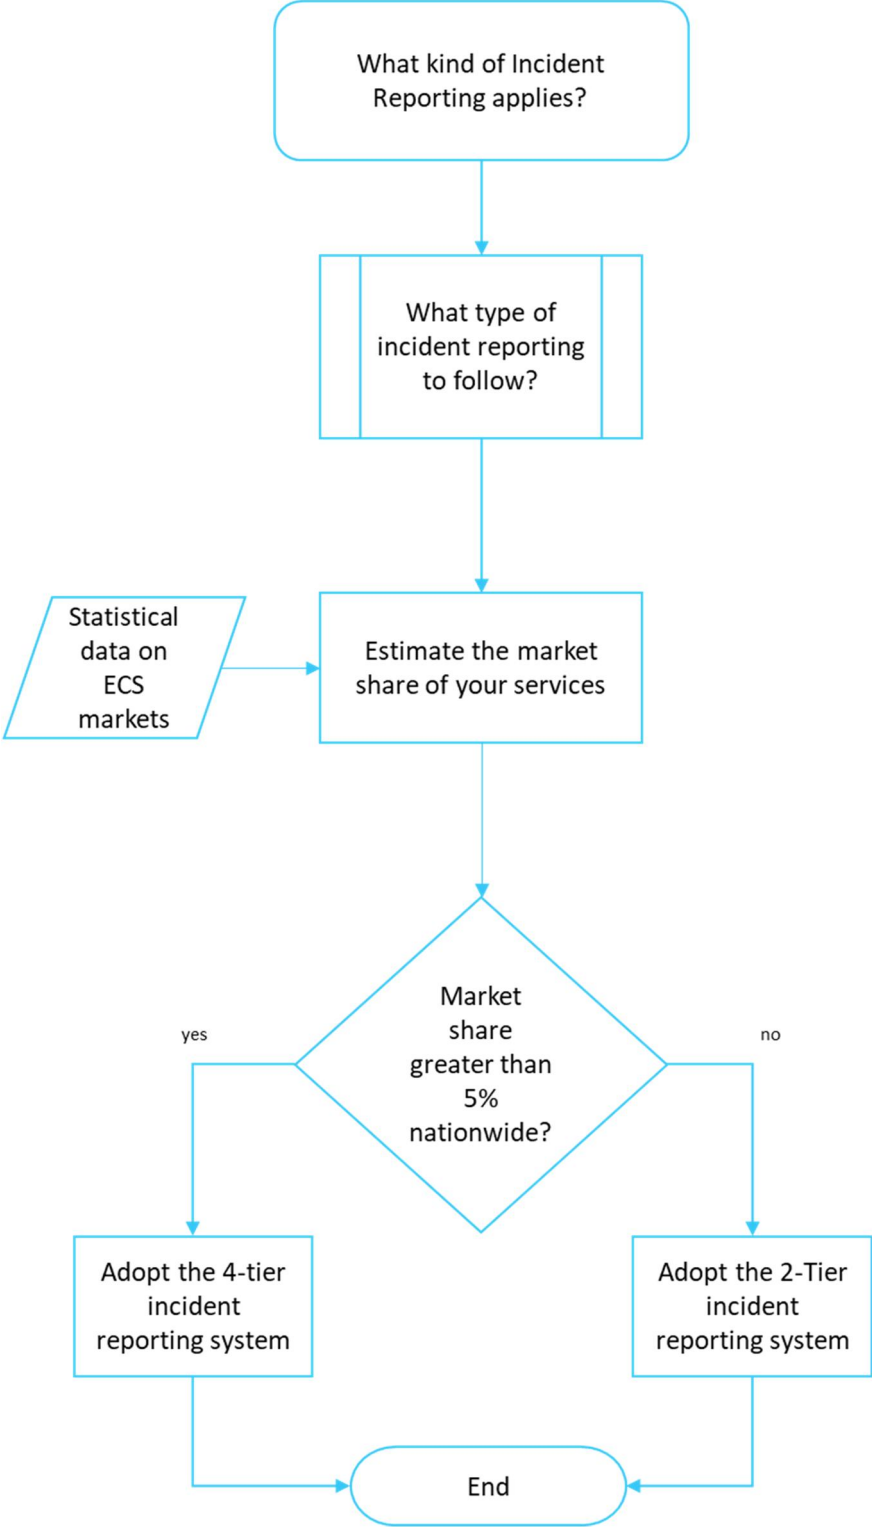 What kind of Incident
Reporting applies?
What type of
incident reporting
to follow?
Statistical
data on
ECS
markets
Estimate the market
share of your services
Market
share
greater than
5%
nationwide?
yes
no
Adopt the 4-tier
incident
reporting system
Adopt the 2-Tier
incident
reporting system
End